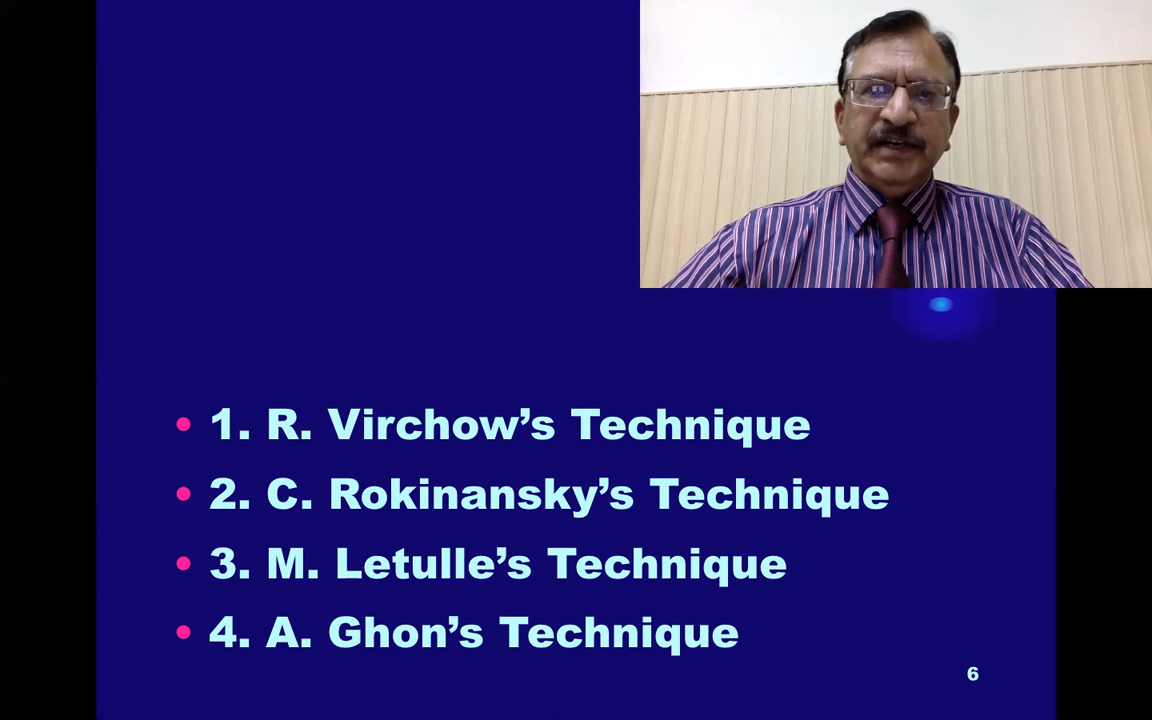 • 1. R. Virchow’s Technique
• 2. C. Rokinansky’s Technique
• 3. M. Letulle’s Technique
• 4. A. Ghon’s Technique
6